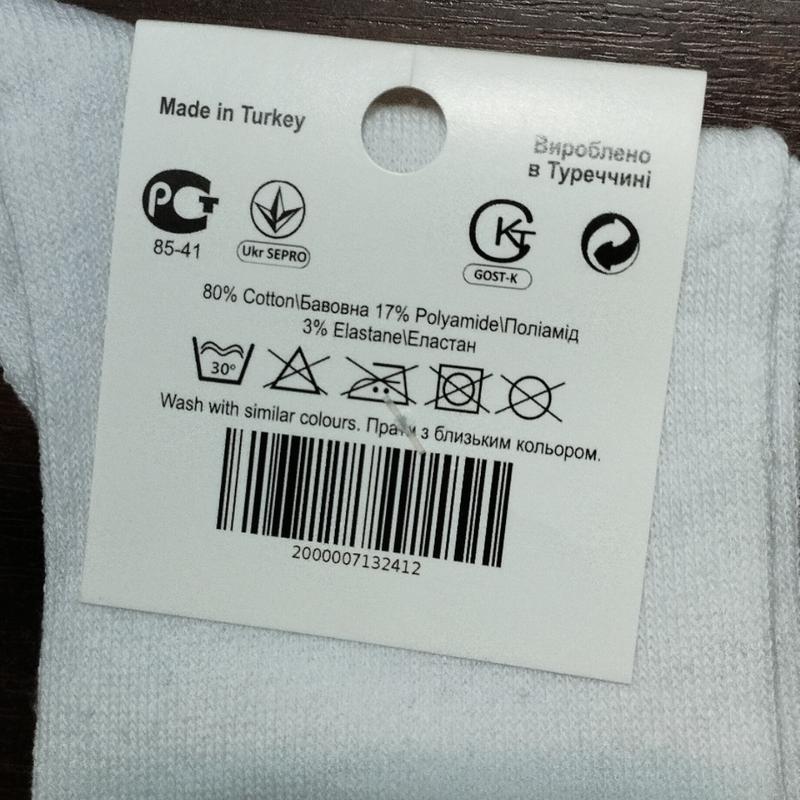 Made in Turkey
Вироблено
в Туреччині
РСТ
85-41
Ukr SEPRO
GOST-K
80% Cotton\Бавовна 17% Polyamide\Поліамід
3% Elastane\Еластан
30°
Wash with similar colours. Прати з близьким кольором.
2000007132412